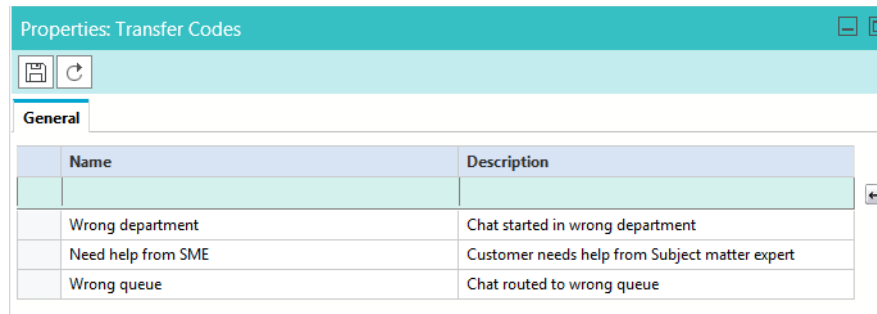 Properties: Transfer Codes
General
Name Description
Wrong department Chat started in wrong department
Need help from SME Customer needs help from Subject matter expert
Wrong queue Chat routed to wrong queue